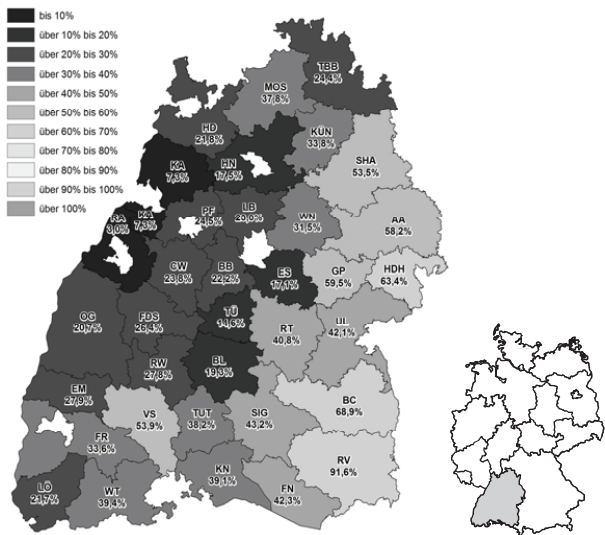 bis 10%
über 10% bis 20%
über 20% bis 30%
über 30% bis 40%
über 40% bis 50%
über 50% bis 60%
über 60% bis 70%
über 70% bis 80%
über 80% bis 90%
über 90% bis 100%
über 100%
TBB
24,4%
MOS
37,8%
HD
21,8%
KÜN
33,8%
KA
7,3%
HN
17,5%
SHA
53,5%
RA
3,0%
KA
7,3%
PF
24,5%
LB
WN
31,5%
AA
58,2%
CW
23,8%
BB
22,2%
ES
17,1%
GP
59,5%
HDH
63,4%
OG
20,7%
FDS
26,4%
TÜ
14,6%
RT
40,8%
UL
42,1%
RW
27,8%
BL
19,3%
EM
27,9%
VS
53,9%
TUT
38,2%
SIG
43,2%
BC
68,9%
FR
33,6%
RV
91,6%
LÖ
21,7%
WT
39,4%
KN
39,1%
FN
42,3%